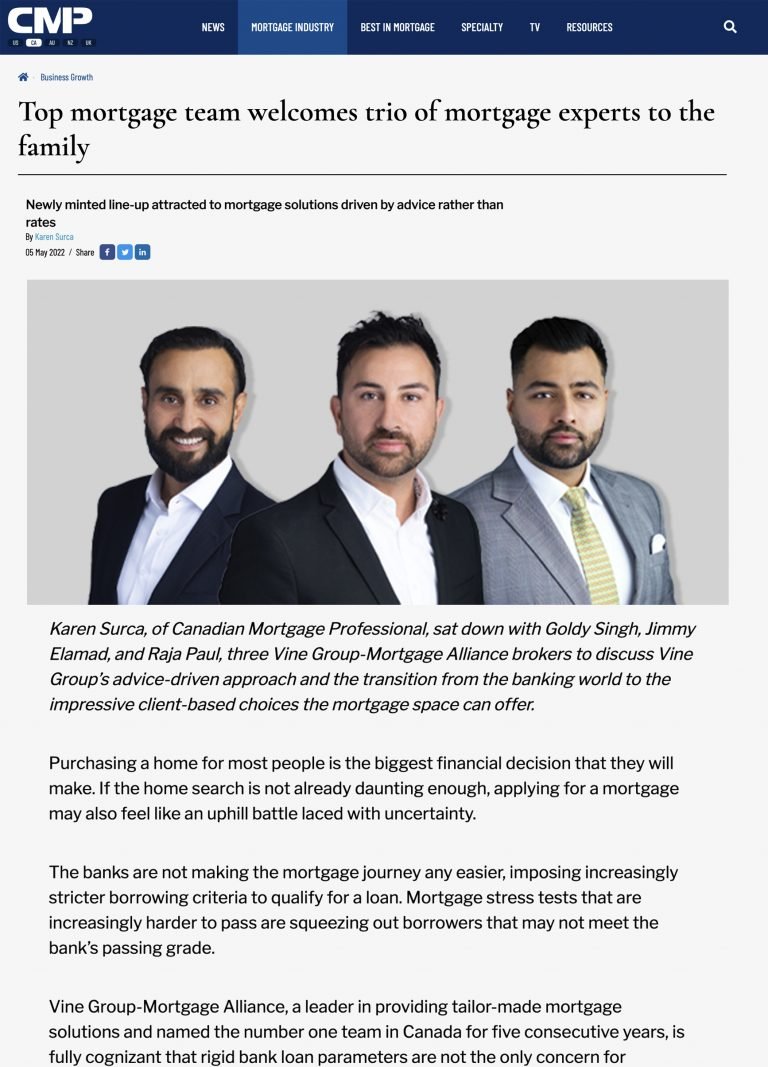 CMP
US CA AU NZ UK
NEWS MORTGAGE INDUSTRY BEST IN MORTGAGE SPECIALTY TV RESOURCES
Business Growth
Top mortgage team welcomes trio of mortgage experts to the
family
Newly minted line-up attracted to mortgage solutions driven by advice rather than
rates
By Karen Surca
05 May 2022 / Share
Karen Surca, of Canadian Mortgage Professional, sat down with Goldy Singh, Jimmy
Elamad, and Raja Paul, three Vine Group-Mortgage Alliance brokers to discuss Vine
Group’s advice-driven approach and the transition from the banking world to the
impressive client-based choices the mortgage space can offer.
Purchasing a home for most people is the biggest financial decision that they will
make. If the home search is not already daunting enough, applying for a mortgage
may also feel like an uphill battle laced with uncertainty.
The banks are not making the mortgage journey any easier, imposing increasingly
stricter borrowing criteria to qualify for a loan. Mortgage stress tests that are
increasingly harder to pass are squeezing out borrowers that may not meet the
bank’s passing grade.
Vine Group-Mortgage Alliance, a leader in providing tailor-made mortgage
solutions and named the number one team in Canada for five consecutive years, is
fully cognizant that rigid bank loan parameters are not the only concern for